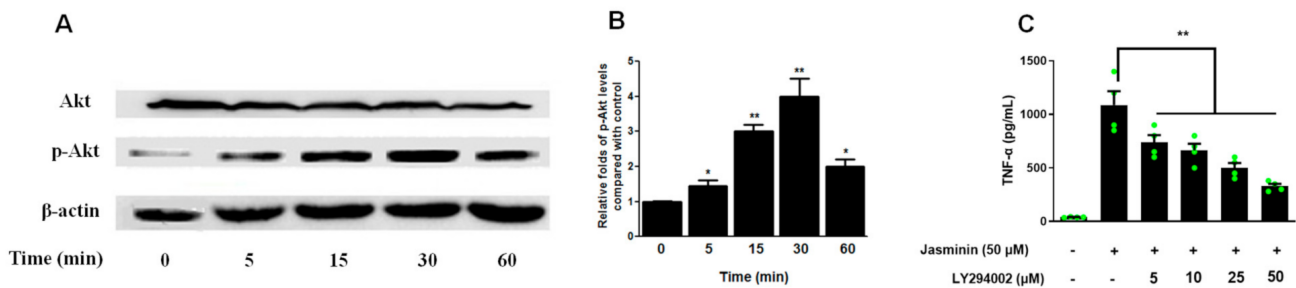 A
Akt
p-Akt
β-actin
Time (min) 0 5 15 30 60
B
Relative folds of p-Akt levels
compared with control
5
4
3
2
1
0
*
**
**
*
0 5 15 30 60
Time (min)
C
TNF-α (pg/mL)
1500
1000
500
0
**
Jasminin (50 μM) - + + + + +
LY294002 (μM) - - 5 10 25 50